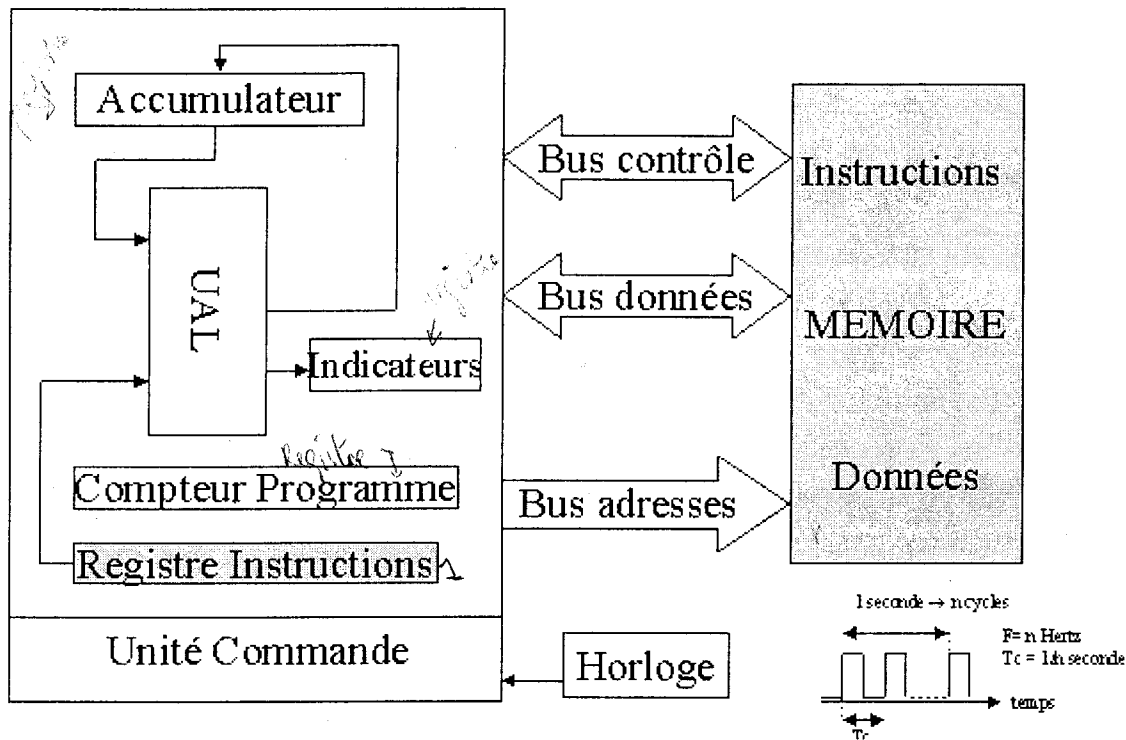 Accumulateur
UAL
Indicateurs
Registre
Compteur Programme
Registre Instructions
Unité Commande
Horloge
Bus contrôle
Bus données
Bus adresses
Instructions
MEMOIRE
Données
1 seconde → n cycles
F= n Hertz
Tc = 1/n seconde
temps
Tc